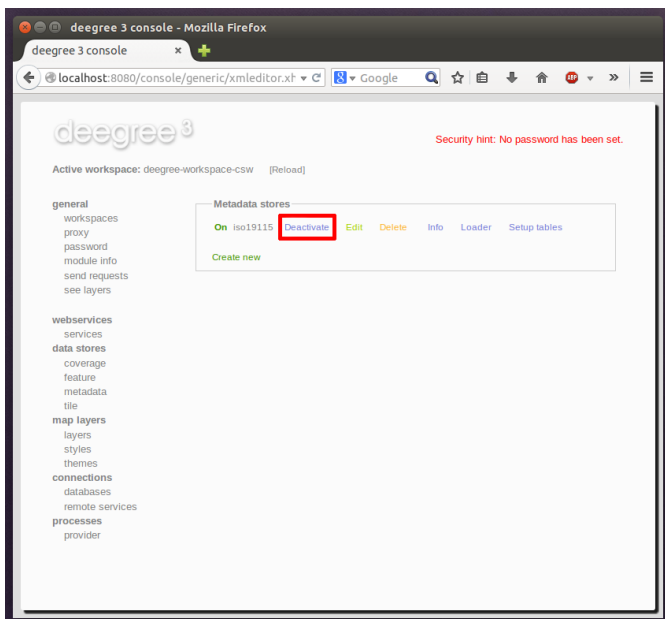 deegree 3 console - Mozilla Firefox
deegree 3 console
localhost:8080/console/generic/xmleditor.xh
Google
ABP
deegree 3
Security hint: No password has been set.
Active workspace: deegree-workspace-csw [Reload]
general
workspaces
proxy
password
module info
send requests
see layers
webservices
services
data stores
coverage
feature
metadata
tile
map layers
layers
styles
themes
connections
databases
remote services
processes
provider
Metadata stores
On iso19115 Deactivate Edit Delete Info Loader Setup tables
Create new